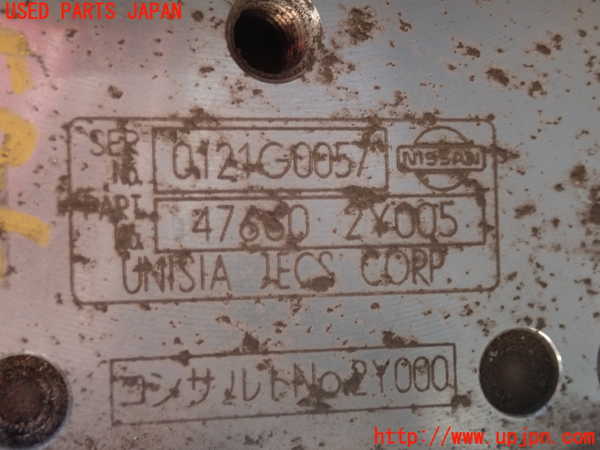 USED PARTS JAPAN
SER No. 0121G0057 NISSAN
PART No. 47660 2Y005
UNISIA JECS CORP
コンサルトNo.2Y000
http://www.upjpn.com